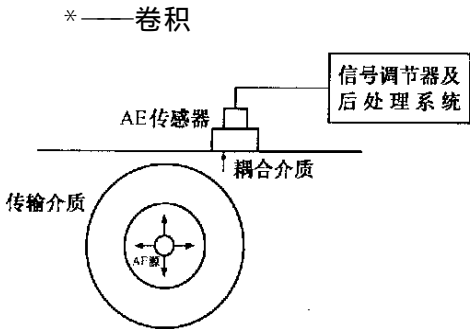 *——卷积
信号调节器及
后处理系统
AE传感器
耦合介质
传输介质
AE源